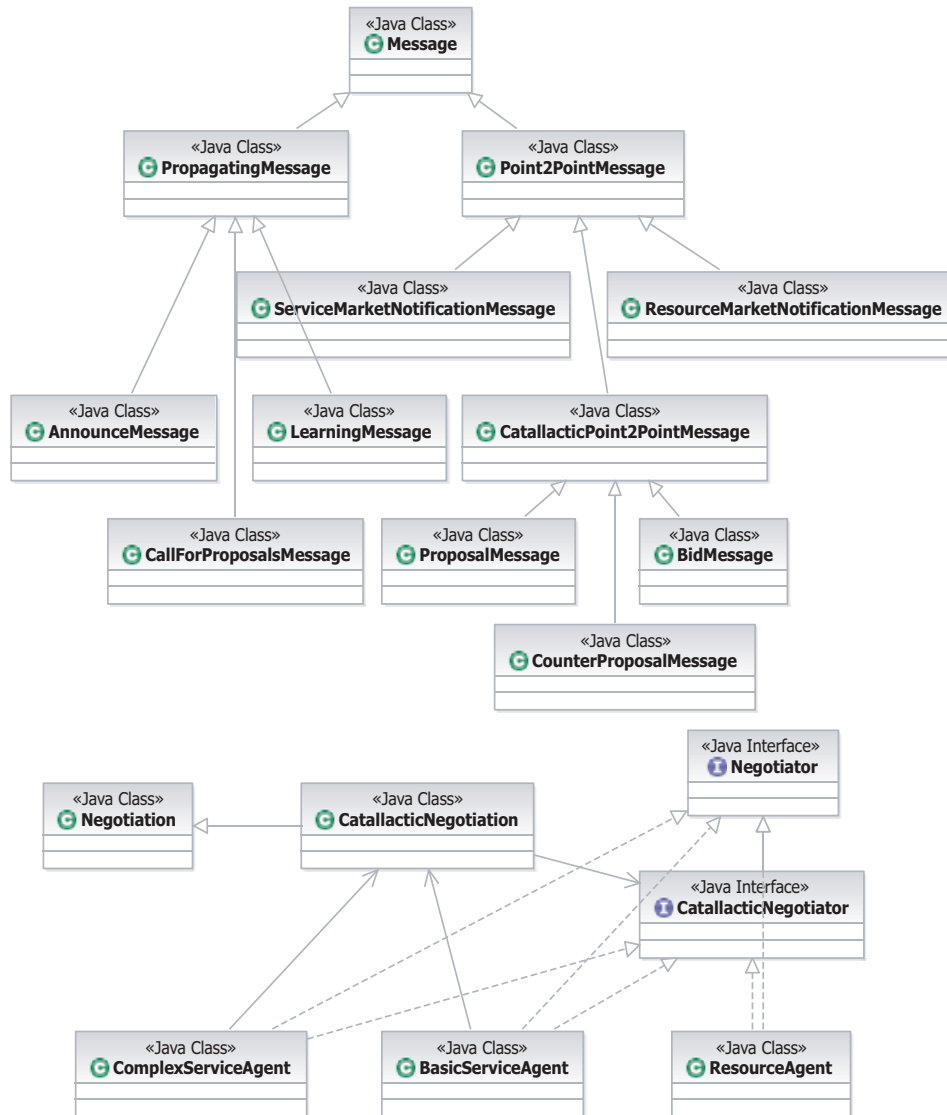 «Java Class»
C Message
«Java Class»
C PropagatingMessage
«Java Class»
C Point2PointMessage
«Java Class»
C ServiceMarketNotificationMessage
«Java Class»
C ResourceMarketNotificationMessage
«Java Class»
C AnnounceMessage
«Java Class»
C LearningMessage
«Java Class»
C CatallacticPoint2PointMessage
«Java Class»
C CallForProposalsMessage
«Java Class»
C ProposalMessage
«Java Class»
C BidMessage
«Java Class»
C CounterProposalMessage
«Java Interface»
I Negotiator
«Java Class»
C Negotiation
«Java Class»
C CatallacticNegotiation
«Java Interface»
I CatallacticNegotiator
«Java Class»
C ComplexServiceAgent
«Java Class»
C BasicServiceAgent
«Java Class»
C ResourceAgent